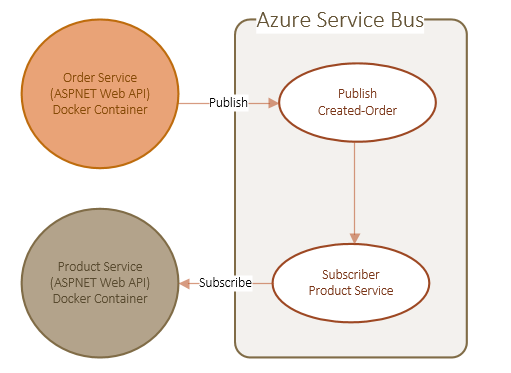 Azure Service Bus
Order Service
(ASPNET Web API)
Docker Container
Publish
Publish
Created-Order
Product Service
(ASPNET Web API)
Docker Container
Subscribe
Subscriber
Product Service